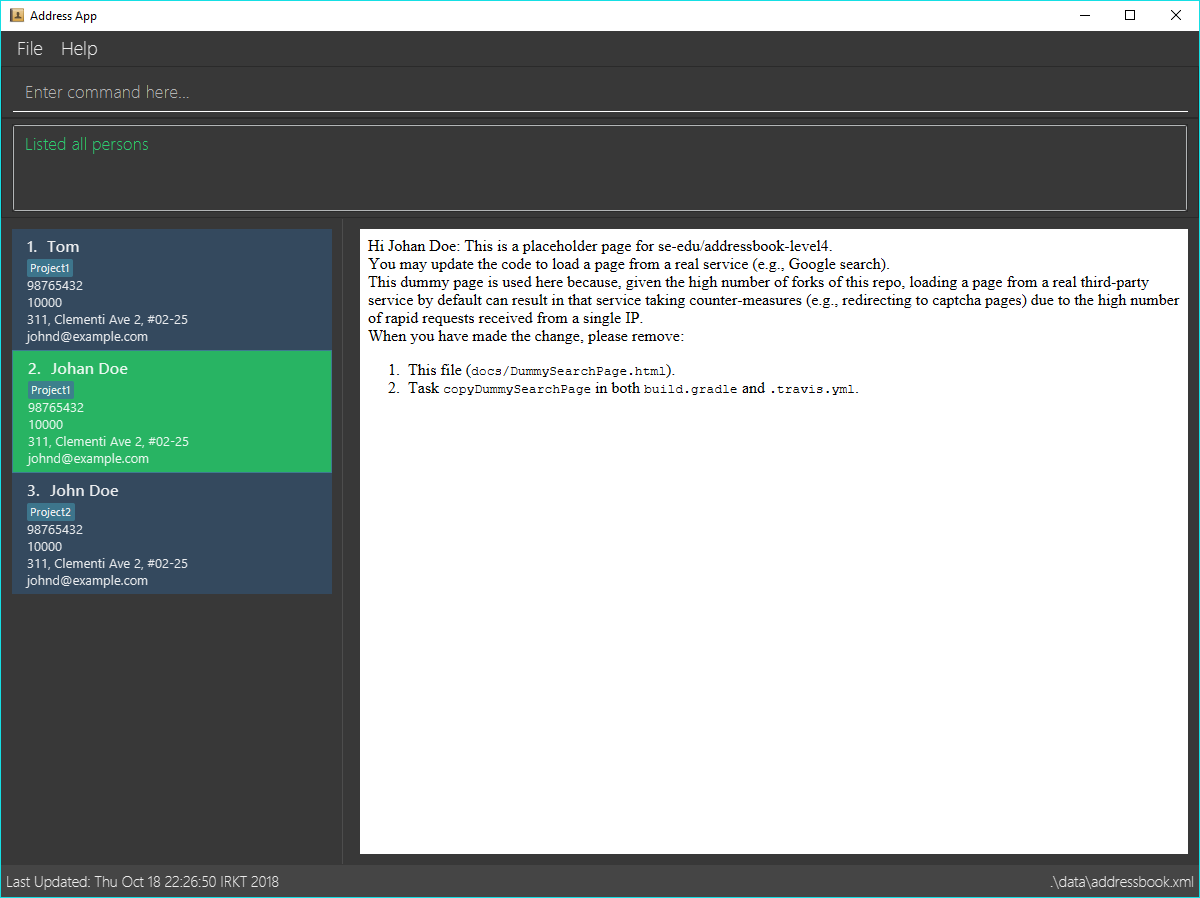 Address App
File Help
Enter command here...
Listed all persons
1. Tom
Project1
98765432
10000
311, Clementi Ave 2, #02-25
johnd@example.com
2. Johan Doe
Project1
98765432
10000
311, Clementi Ave 2, #02-25
johnd@example.com
3. John Doe
Project2
98765432
10000
311, Clementi Ave 2, #02-25
johnd@example.com
Hi Johan Doe: This is a placeholder page for se-edu/addressbook-level4.
You may update the code to load a page from a real service (e.g., Google search).
This dummy page is used here because, given the high number of forks of this repo, loading a page from a real third-party
service by default can result in that service taking counter-measures (e.g., redirecting to captcha pages) due to the high number
of rapid requests received from a single IP.
When you have made the change, please remove:
1. This file (docs/DummySearchPage.html).
2. Task copyDummySearchPage in both build.gradle and .travis.yml.
Last Updated: Thu Oct 18 22:26:50 IRKT 2018
.\data\addressbook.xml